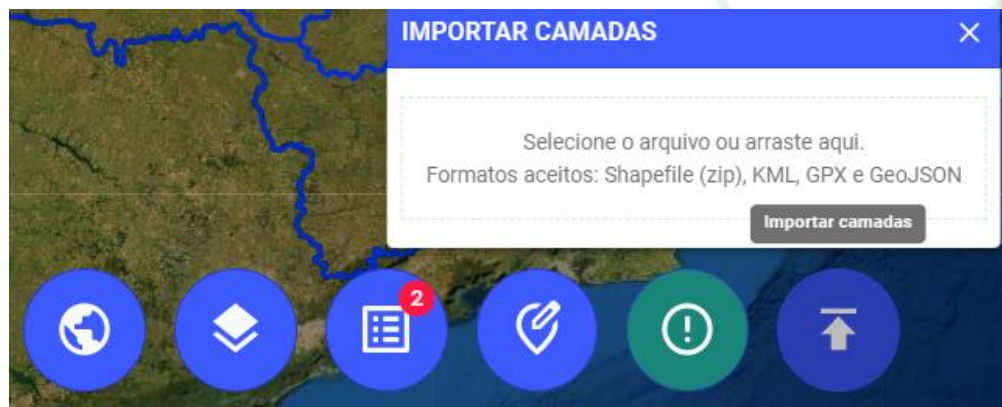 IMPORTAR CAMADAS
Selecione o arquivo ou arraste aqui.
Formatos aceitos: Shapefile (zip), KML, GPX e GeoJSON
Importar camadas
2